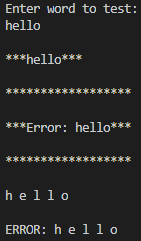 Enter word to test:
hello
***hello***
******************
***Error: hello***
******************
h e l l o
ERROR: h e l l o